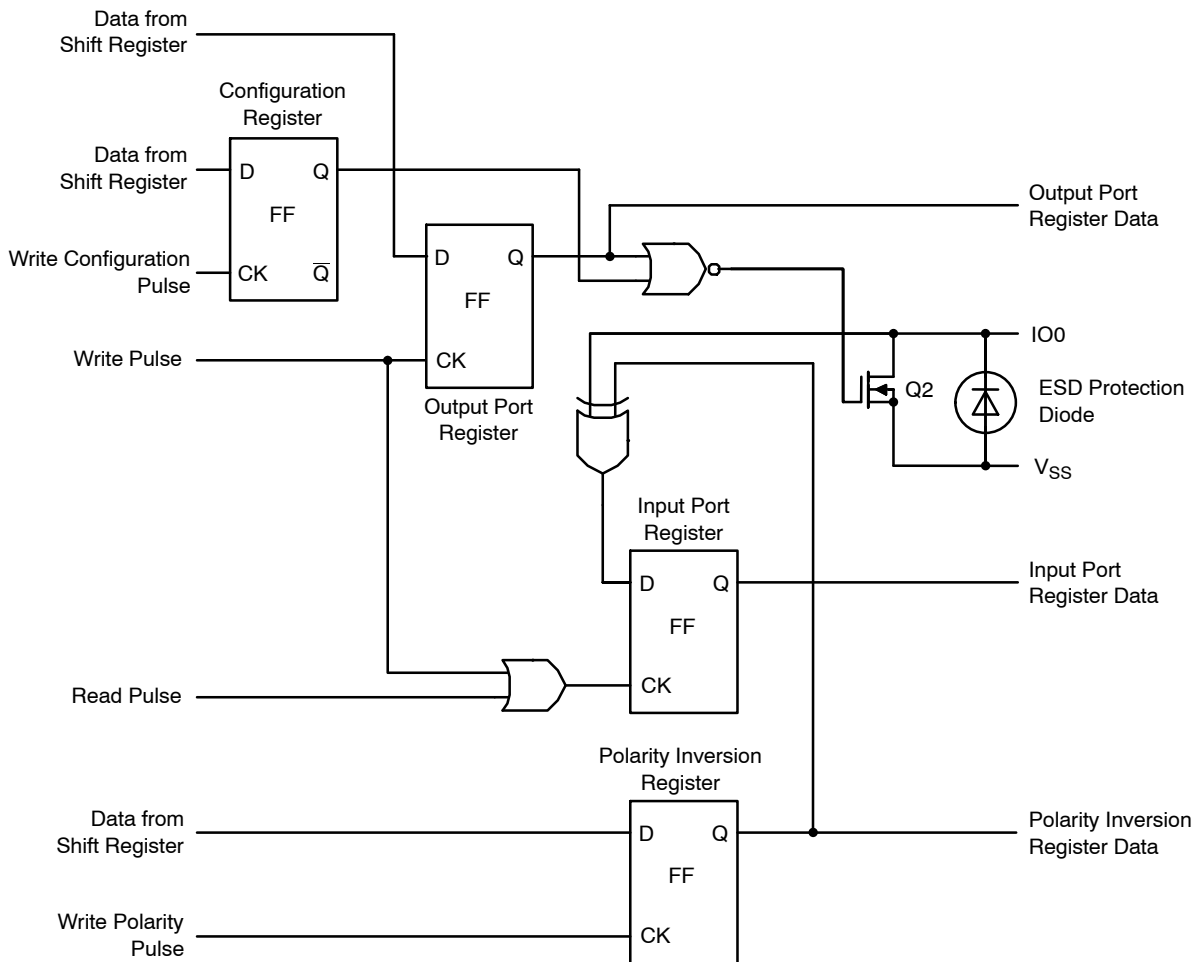 Data from
Shift Register
Configuration
Register
Data from
Shift Register
D
Q
FF
Write Configuration
Pulse
CK
Q̅
Output Port
Register Data
D
Q
FF
CK
Write Pulse
Output Port
Register
IO0
Q2
ESD Protection
Diode
VSS
Input Port
Register
D
Q
FF
CK
Input Port
Register Data
Read Pulse
Polarity Inversion
Register
Data from
Shift Register
D
Q
FF
CK
Polarity Inversion
Register Data
Write Polarity
Pulse